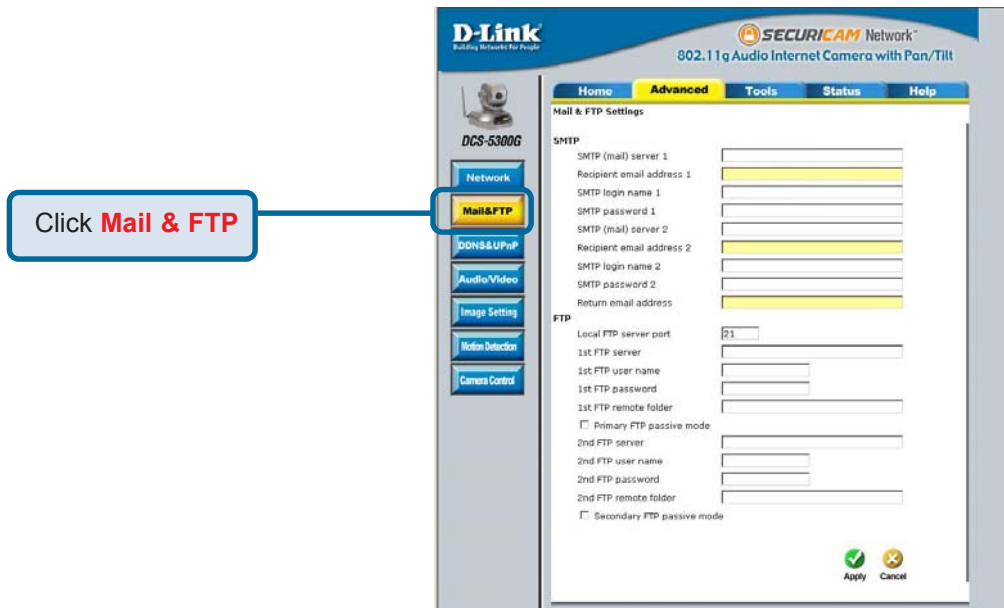 D-Link
Building Networks For People
SECURICAM Network™
802.11g Audio Internet Camera with Pan/Tilt
Home Advanced Tools Status Help
DCS-5300G
Network
Mail&FTP
DDNS&UPnP
Audio/Video
Image Setting
Motion Detection
Camera Control
Click Mail & FTP
Mail & FTP Settings
SMTP
SMTP (mail) server 1
Recipient email address 1
SMTP login name 1
SMTP password 1
SMTP (mail) server 2
Recipient email address 2
SMTP login name 2
SMTP password 2
Return email address
FTP
Local FTP server port 21
1st FTP server
1st FTP user name
1st FTP password
1st FTP remote folder
Primary FTP passive mode
2nd FTP server
2nd FTP user name
2nd FTP password
2nd FTP remote folder
Secondary FTP passive mode
Apply Cancel